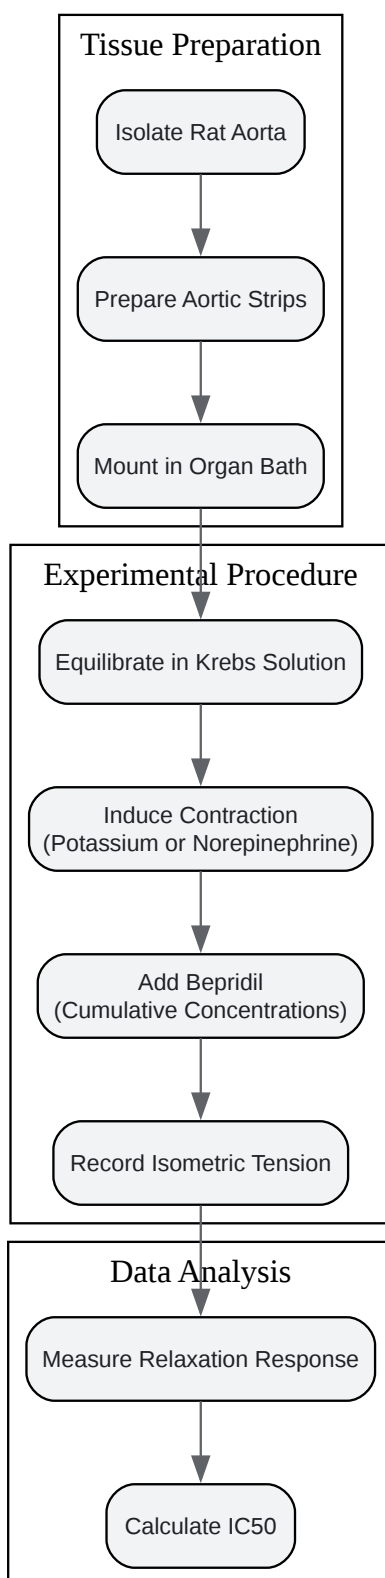 Tissue Preparation
Isolate Rat Aorta
Prepare Aortic Strips
Mount in Organ Bath
Experimental Procedure
Equilibrate in Krebs Solution
Induce Contraction
(Potassium or Norepinephrine)
Add Bepridil
(Cumulative Concentrations)
Record Isometric Tension
Data Analysis
Measure Relaxation Response
Calculate IC50